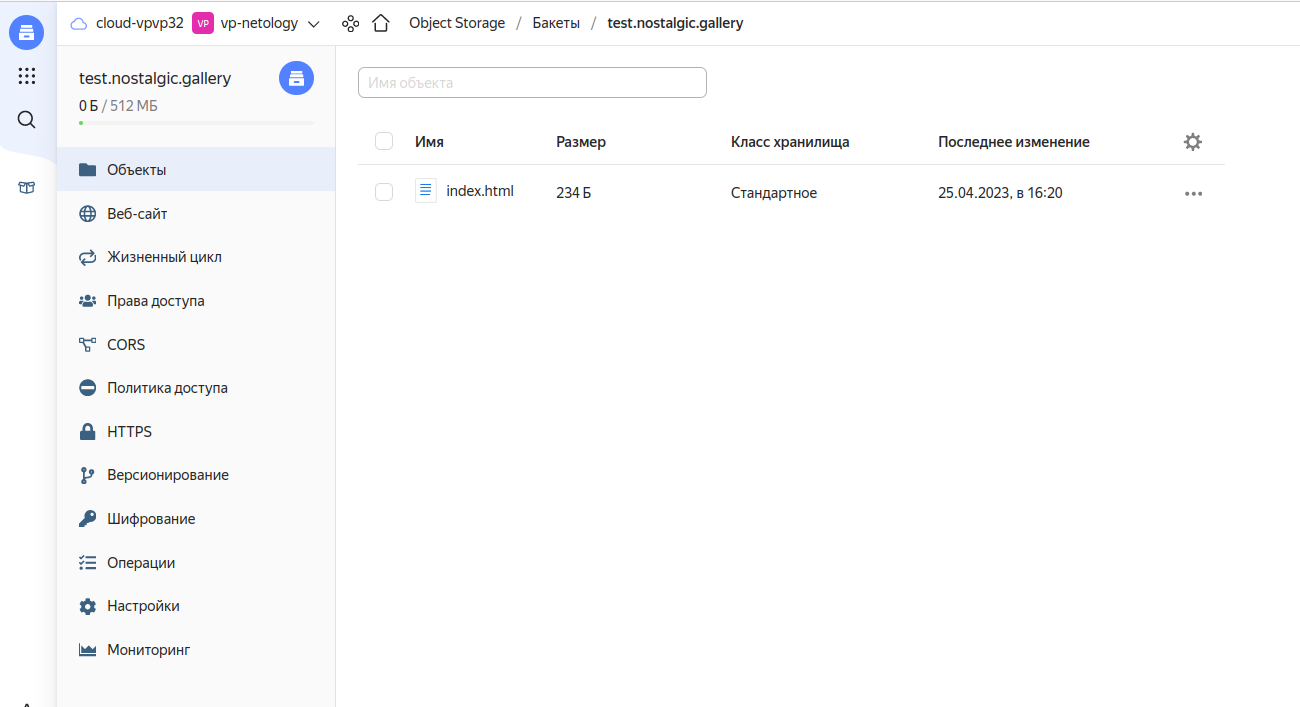 cloud-vpvp32 VP vp-netology Object Storage / Бакеты / test.nostalgic.gallery
test.nostalgic.gallery
0 Б / 512 МБ
Объекты
Веб-сайт
Жизненный цикл
Права доступа
CORS
Политика доступа
HTTPS
Версионирование
Шифрование
Операции
Настройки
Мониторинг
Имя объекта
Имя Размер Класс хранилища Последнее изменение
index.html 234 Б Стандартное 25.04.2023, в 16:20